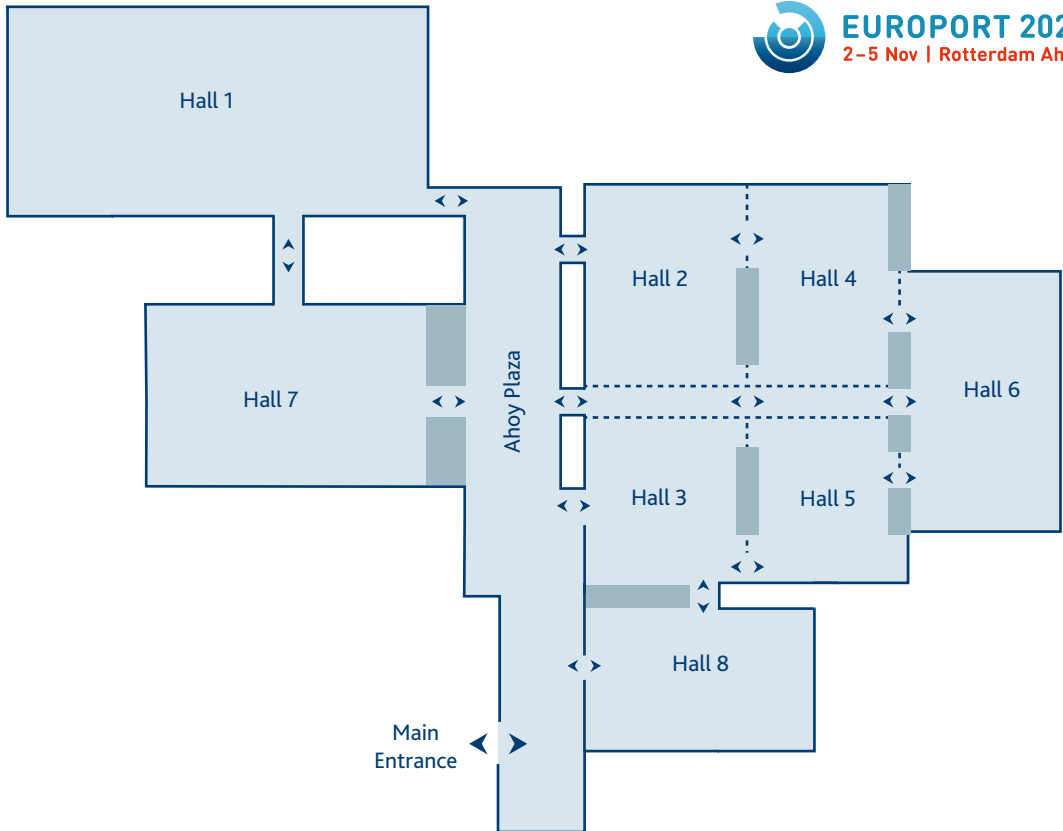 EUROPORT 202
2–5 Nov | Rotterdam Ah
Hall 1
Hall 2
Hall 4
Ahoy Plaza
Hall 7
Hall 6
Hall 3
Hall 5
Hall 8
Main
Entrance